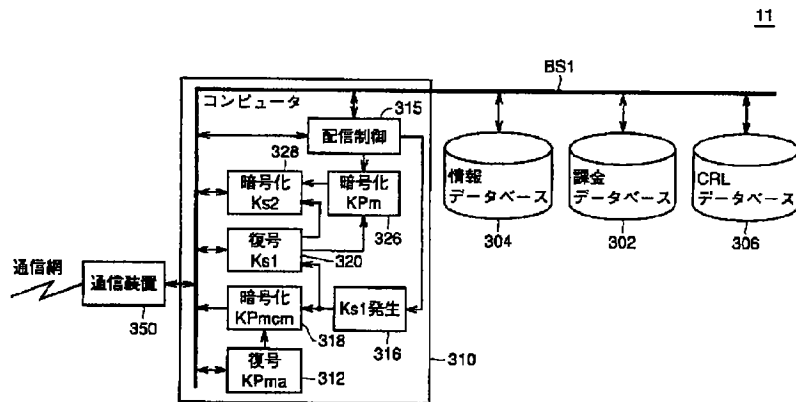 11
BS1
コンピュータ
315
配信制御
328
暗号化
Ks2
暗号化
KPm
326
情報
データベース
304
課金
データベース
302
CRL
データベース
306
復号
Ks1
320
通信網
通信装置
350
暗号化
KPmcm
318
Ks1発生
316
310
復号
KPma
312